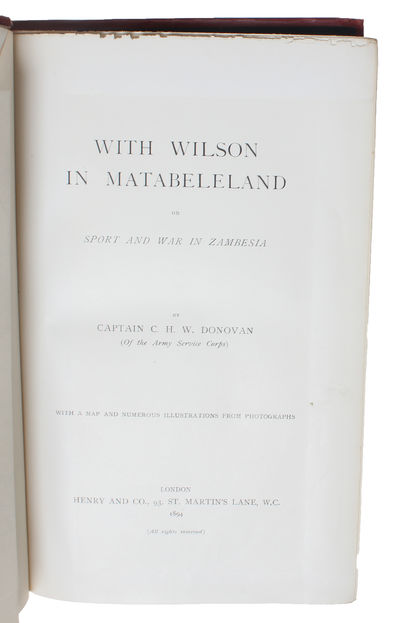 WITH WILSON
IN MATABELELAND
OR
SPORT AND WAR IN ZAMBESIA
BY
CAPTAIN C. H. W. DONOVAN
(Of the Army Service Corps)
WITH A MAP AND NUMEROUS ILLUSTRATIONS FROM PHOTOGRAPHS
LONDON
HENRY AND CO., 93, ST. MARTIN'S LANE, W.C.
1894
(All rights reserved)